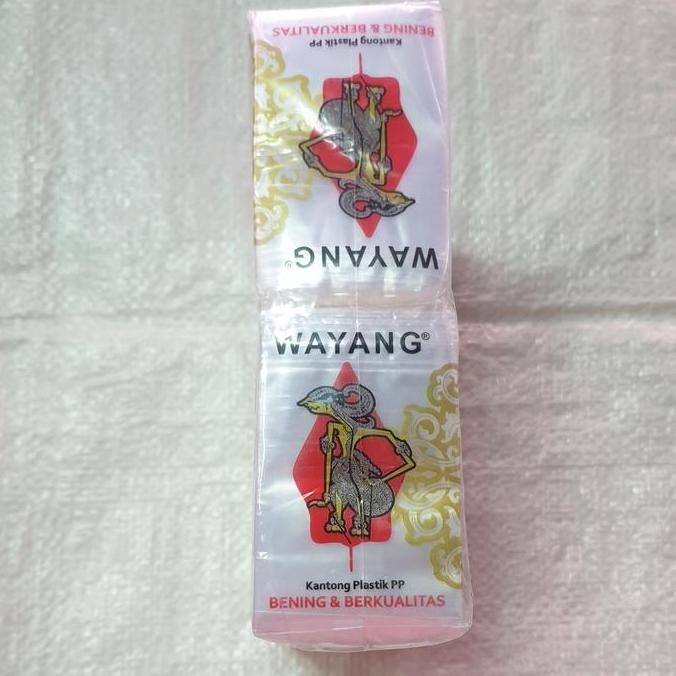 BENING & BERKUALITAS
Kantong Plastik PP
WAYANG®
WAYANG®
Kantong Plastik PP
BENING & BERKUALITAS